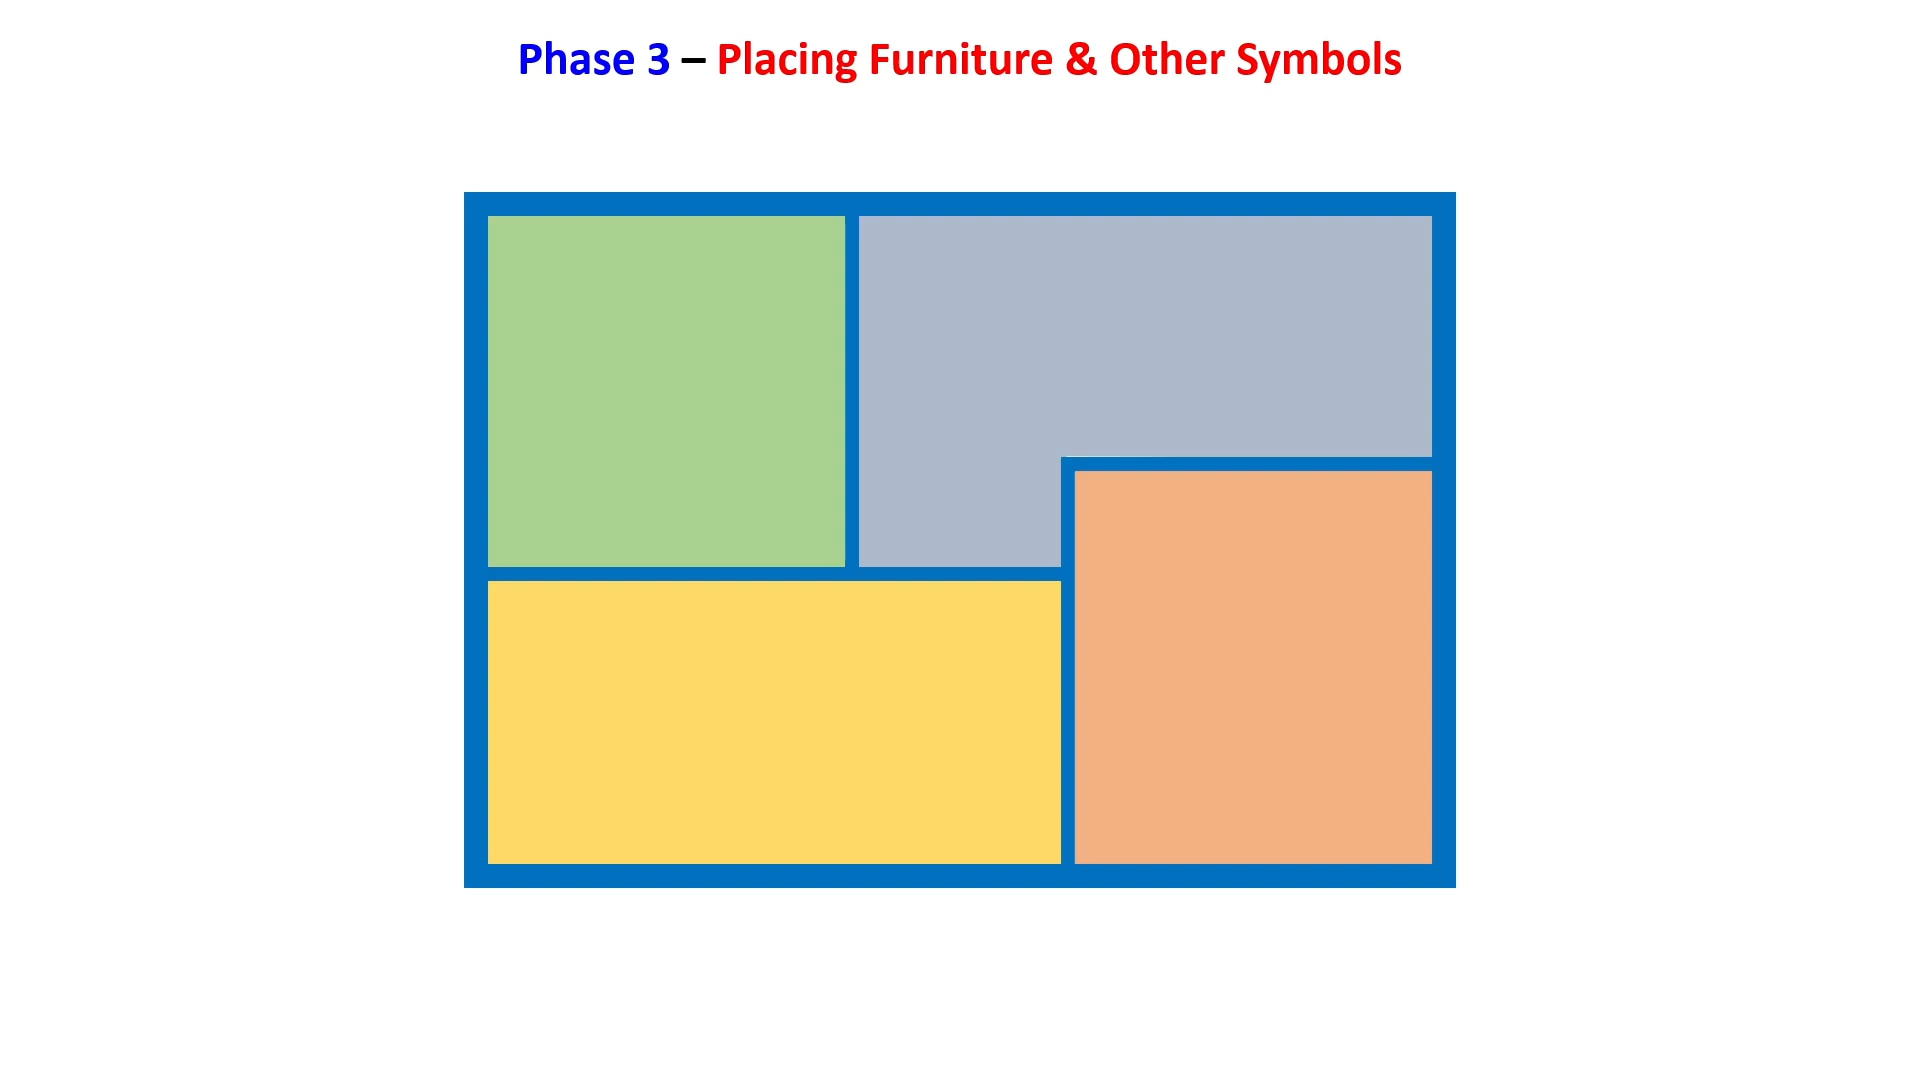 Phase 3 – Placing Furniture & Other Symbols